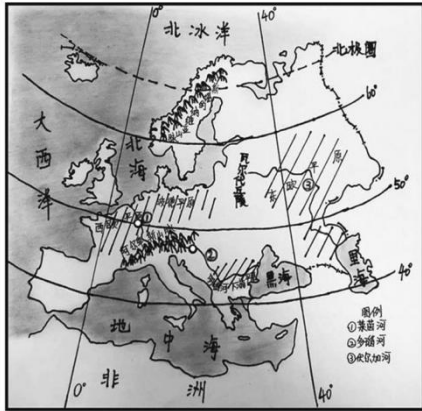 0°
40°
北冰洋
北极圈
60°
大西洋
北海
东欧平原
③
50°
①
②
黑海
里海
40°
地中海
图例
①莱茵河
②多瑙河
③伏尔加河
0°
非洲
40°